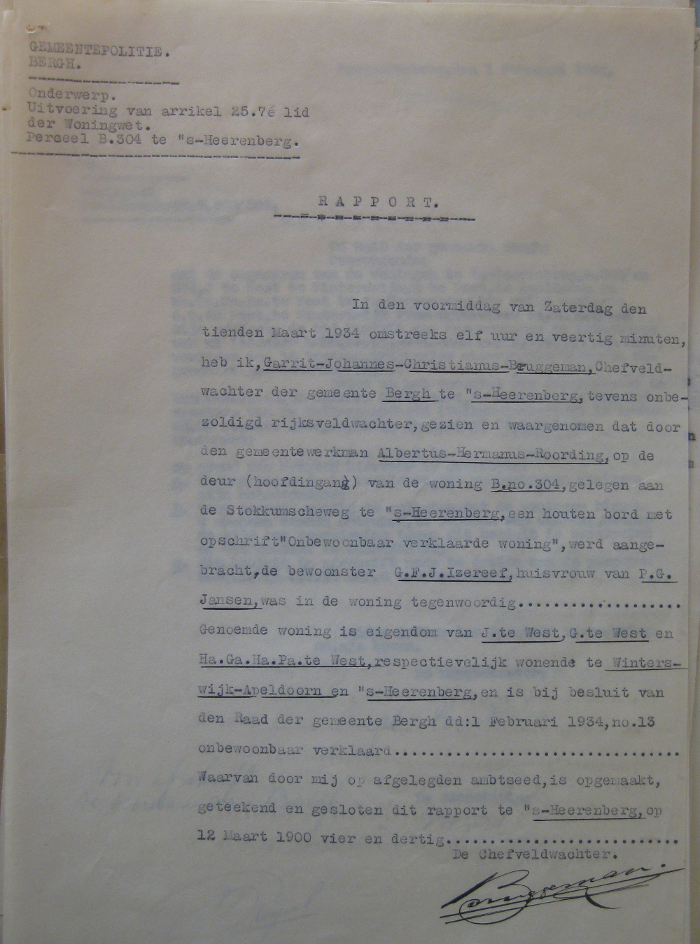 GEMEENTEPOLITIE.
BERGH.
Onderwerp.
Uitvoering van arrikel 25.7é lid
der Woningwet.
Perceel B.304 te "s-Heerenberg.
RAPPORT.
In den voormiddag van Zaterdag den
tienden Maart 1934 omstreeks elf uur en veertig minuten,
heb ik,Garrit-Johannes-Christianus-Bruggeman,Chefveld-
wachter der gemeente Bergh te "s-Heerenberg,tevens onbe-
zoldigd rijksveldwachter,gezien en waargenomen dat door
den gemeentewerkman Albertus-Hermanus-Roording,op de
deur (hoofdingang) van de woning B.no.304,gelegen aan
de Stokkumscheweg te "s-Heerenberg,een houten bord met
opschrift"Onbewoonbaar verklaarde woning",werd aange-
bracht,de bewoonster G.F.J.Izereef,huisvrouw van P.G.
Jansen,was in de woning tegenwoordig...................
Genoemde woning is eigendom van J.te West,G.te West en
Ha.Ga.Ha.Pa.te West,respectievelijk wonende te Winters-
wijk-Apeldoorn en "s-Heerenberg,en is bij besluit van
den Raad der gemeente Bergh dd:1 Februari 1934,no.13
onbewoonbaar verklaard.................................
Waarvan door mij op afgelegden ambtseed,is opgemaakt,
geteekend en gesloten dit rapport te "s-Heerenberg,op
12 Maart 1900 vier en dertig...........................
De Chefveldwachter.
Bruggeman.